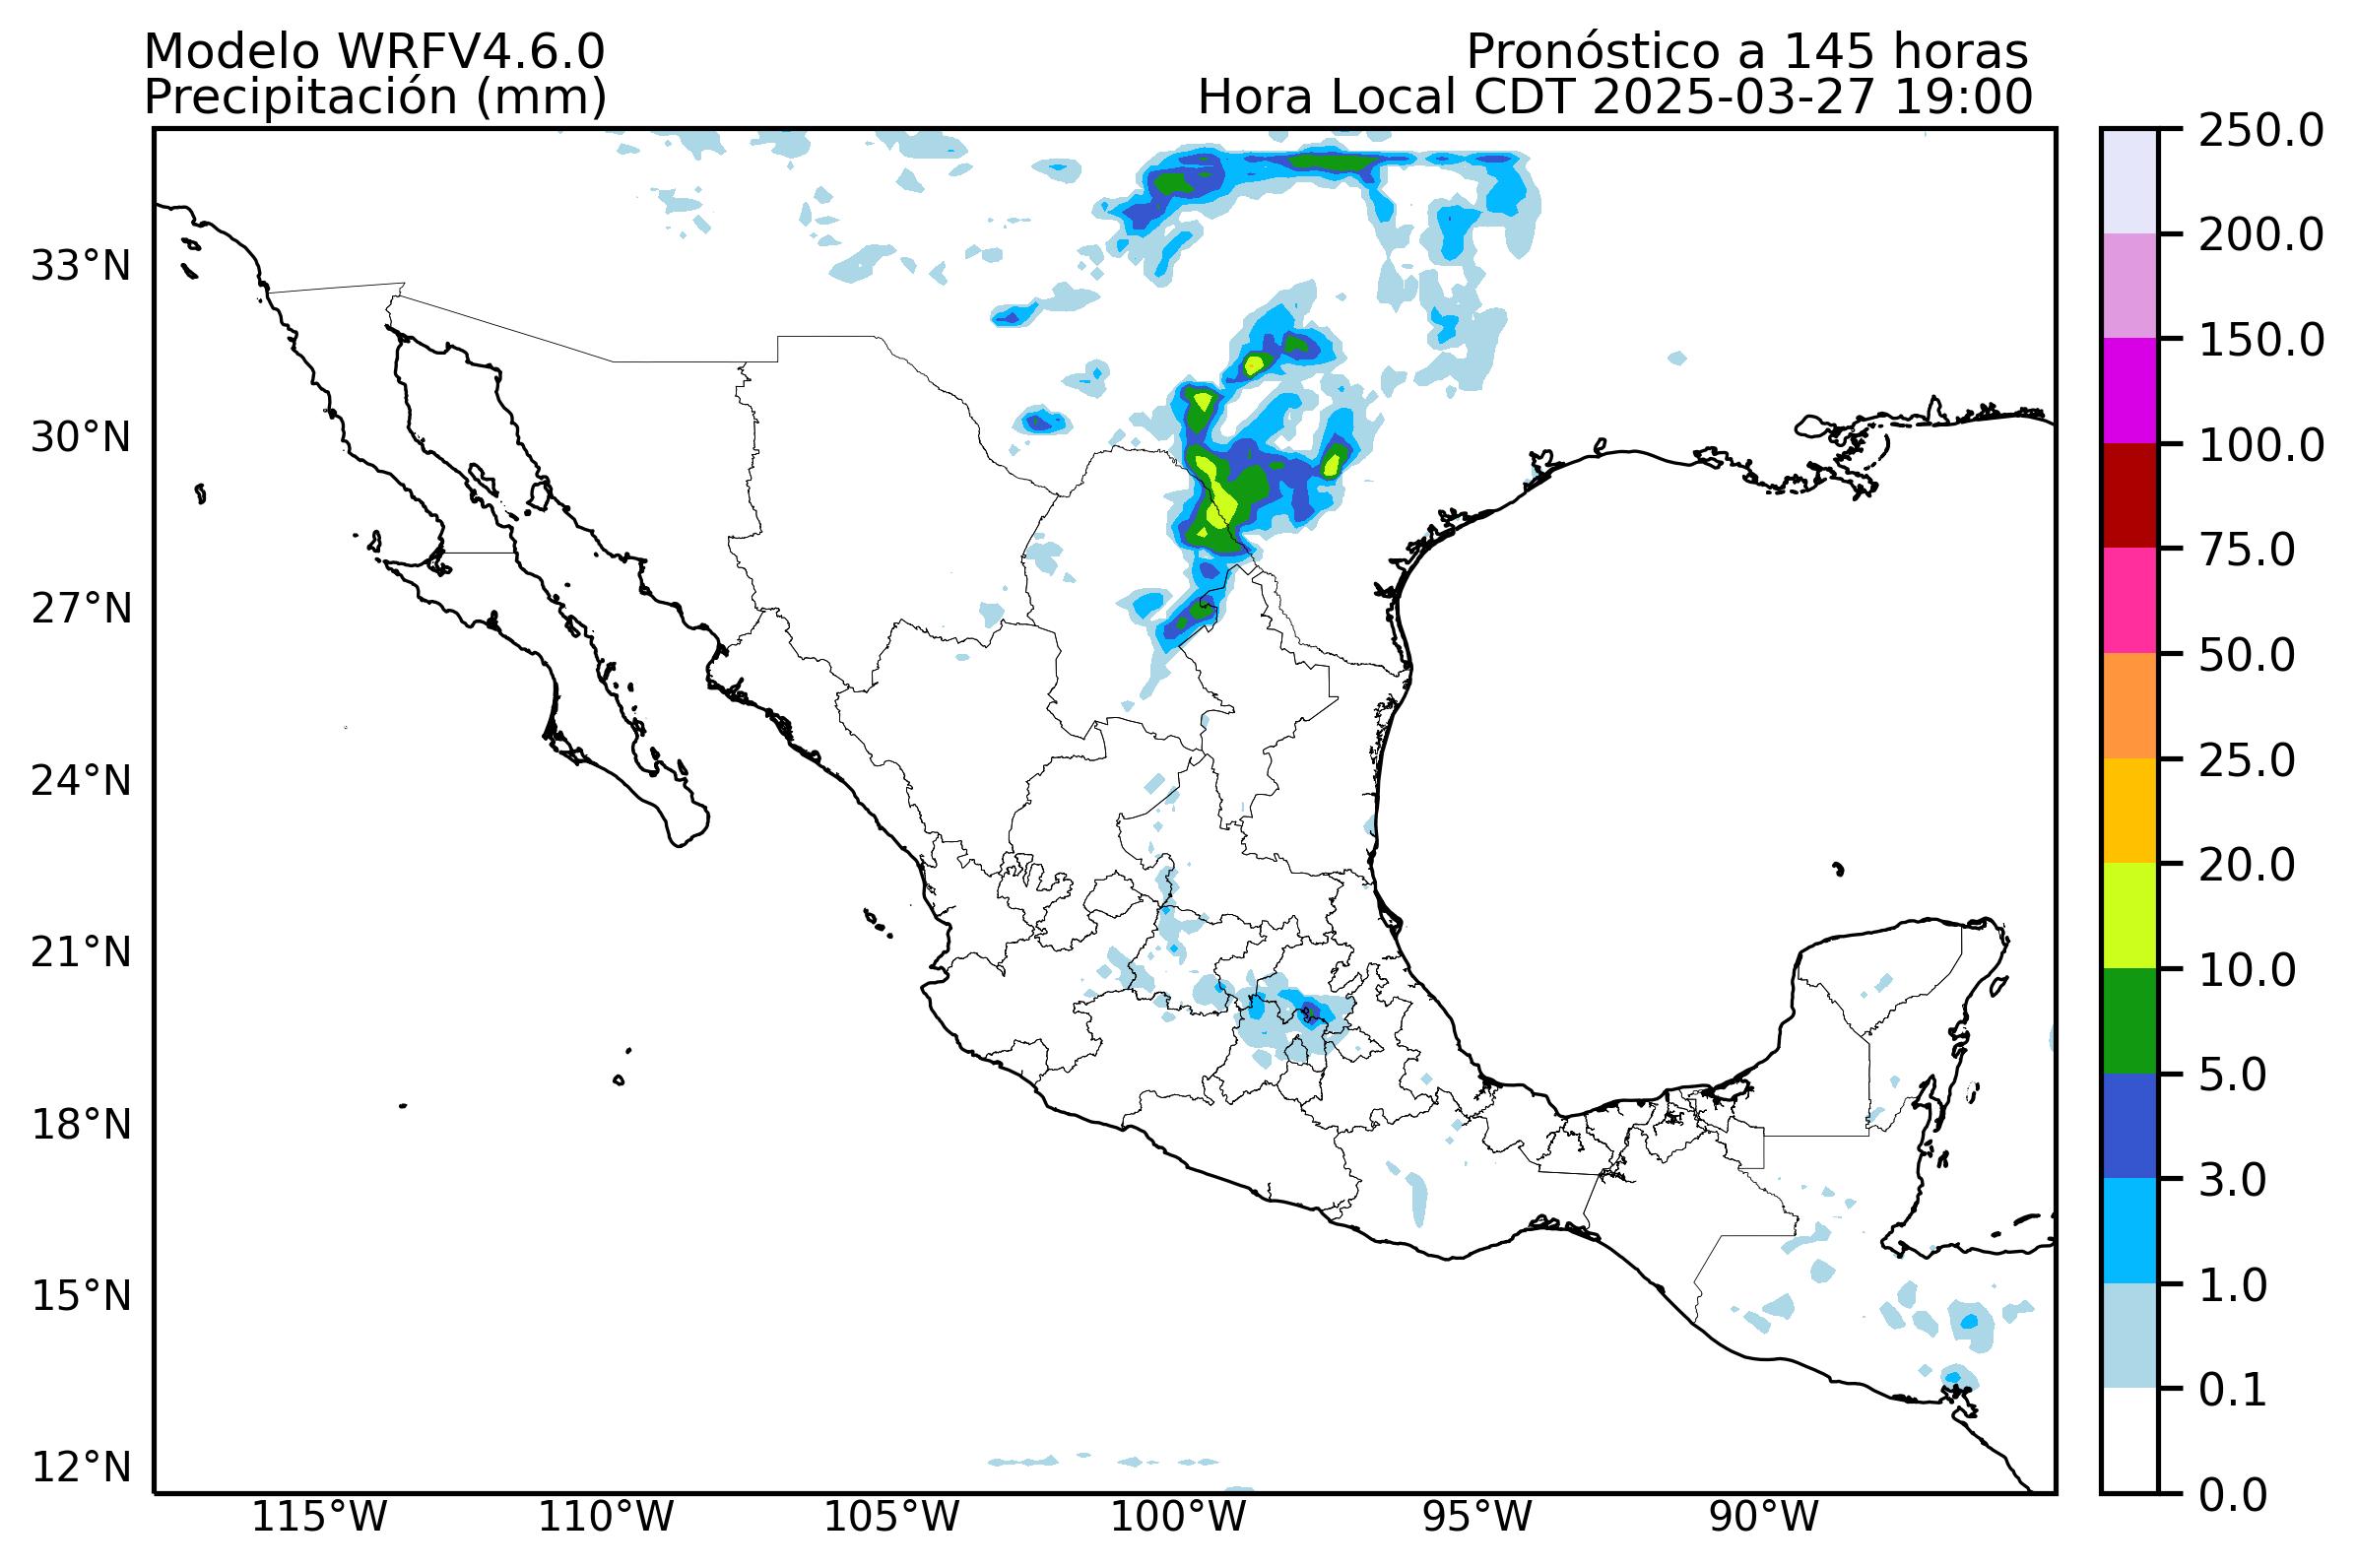 Modelo WRFV4.6.0
Pronóstico a 145 horas
Precipitación (mm)
Hora Local CDT 2025-03-27 19:00
33°N
30°N
27°N
24°N
21°N
18°N
15°N
12°N
115°W
110°W
105°W
100°W
95°W
90°W
250.0
200.0
150.0
100.0
75.0
50.0
25.0
20.0
10.0
5.0
3.0
1.0
0.1
0.0